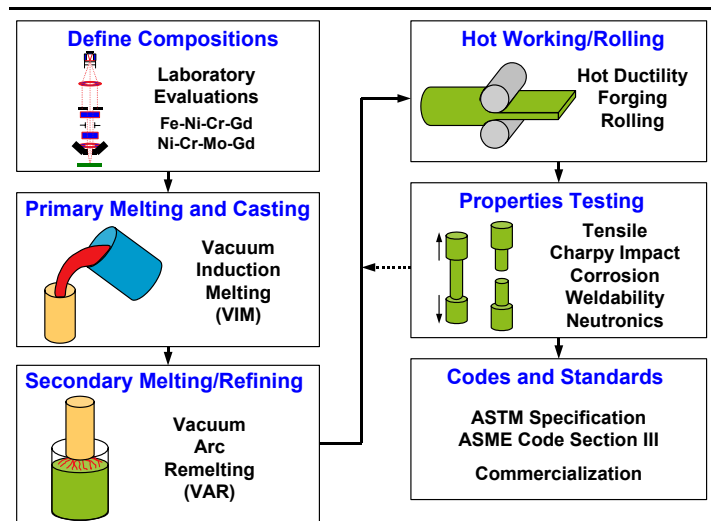 Define Compositions
Laboratory
Evaluations
Fe-Ni-Cr-Gd
Ni-Cr-Mo-Gd
Primary Melting and Casting
Vacuum
Induction
Melting
(VIM)
Secondary Melting/Refining
Vacuum
Arc
Remelting
(VAR)
Hot Working/Rolling
Hot Ductility
Forging
Rolling
Properties Testing
Tensile
Charpy Impact
Corrosion
Weldability
Neutronics
Codes and Standards
ASTM Specification
ASME Code Section III
Commercialization